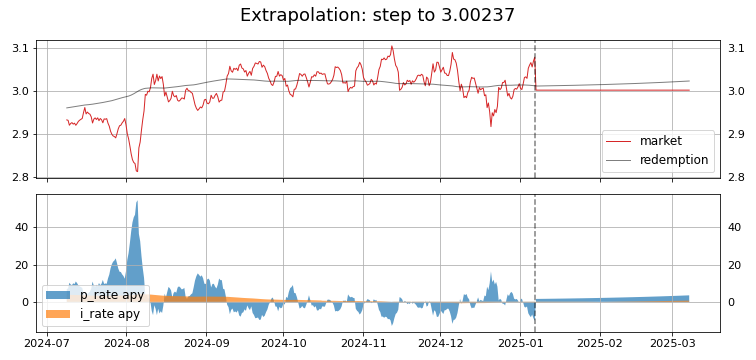 Extrapolation: step to 3.00237
3.1 3.1
3.0 3.0
2.9 2.9
2.8 2.8
market
redemption
40 40
20 20
0 0
p_rate apy
i_rate apy
2024-07 2024-08 2024-09 2024-10 2024-11 2024-12 2025-01 2025-02 2025-03